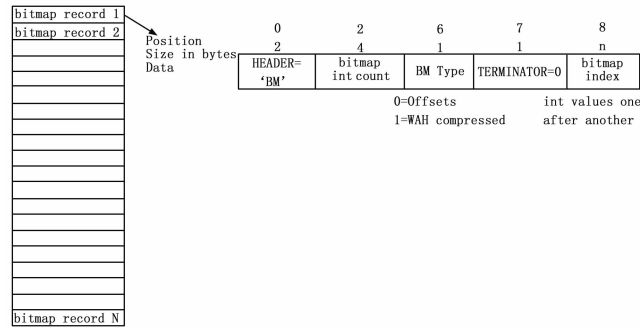 bitmap record 1
bitmap record 2
Position 0 2 6 7 8
Size in bytes 2 4 1 1 n
Data
HEADER= 'BM'
bitmap int count
BM Type
TERMINATOR=0
bitmap index
0=Offsets
1=WAH compressed
int values one
after another
bitmap record N